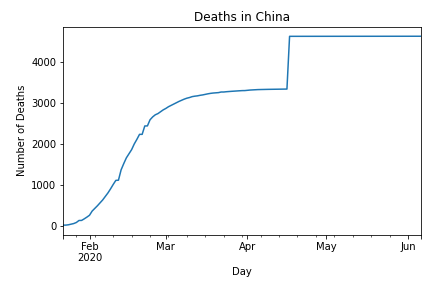 Deaths in China
Number of Deaths
4000
3000
2000
1000
0
Feb
2020
Mar
Apr
May
Jun
Day